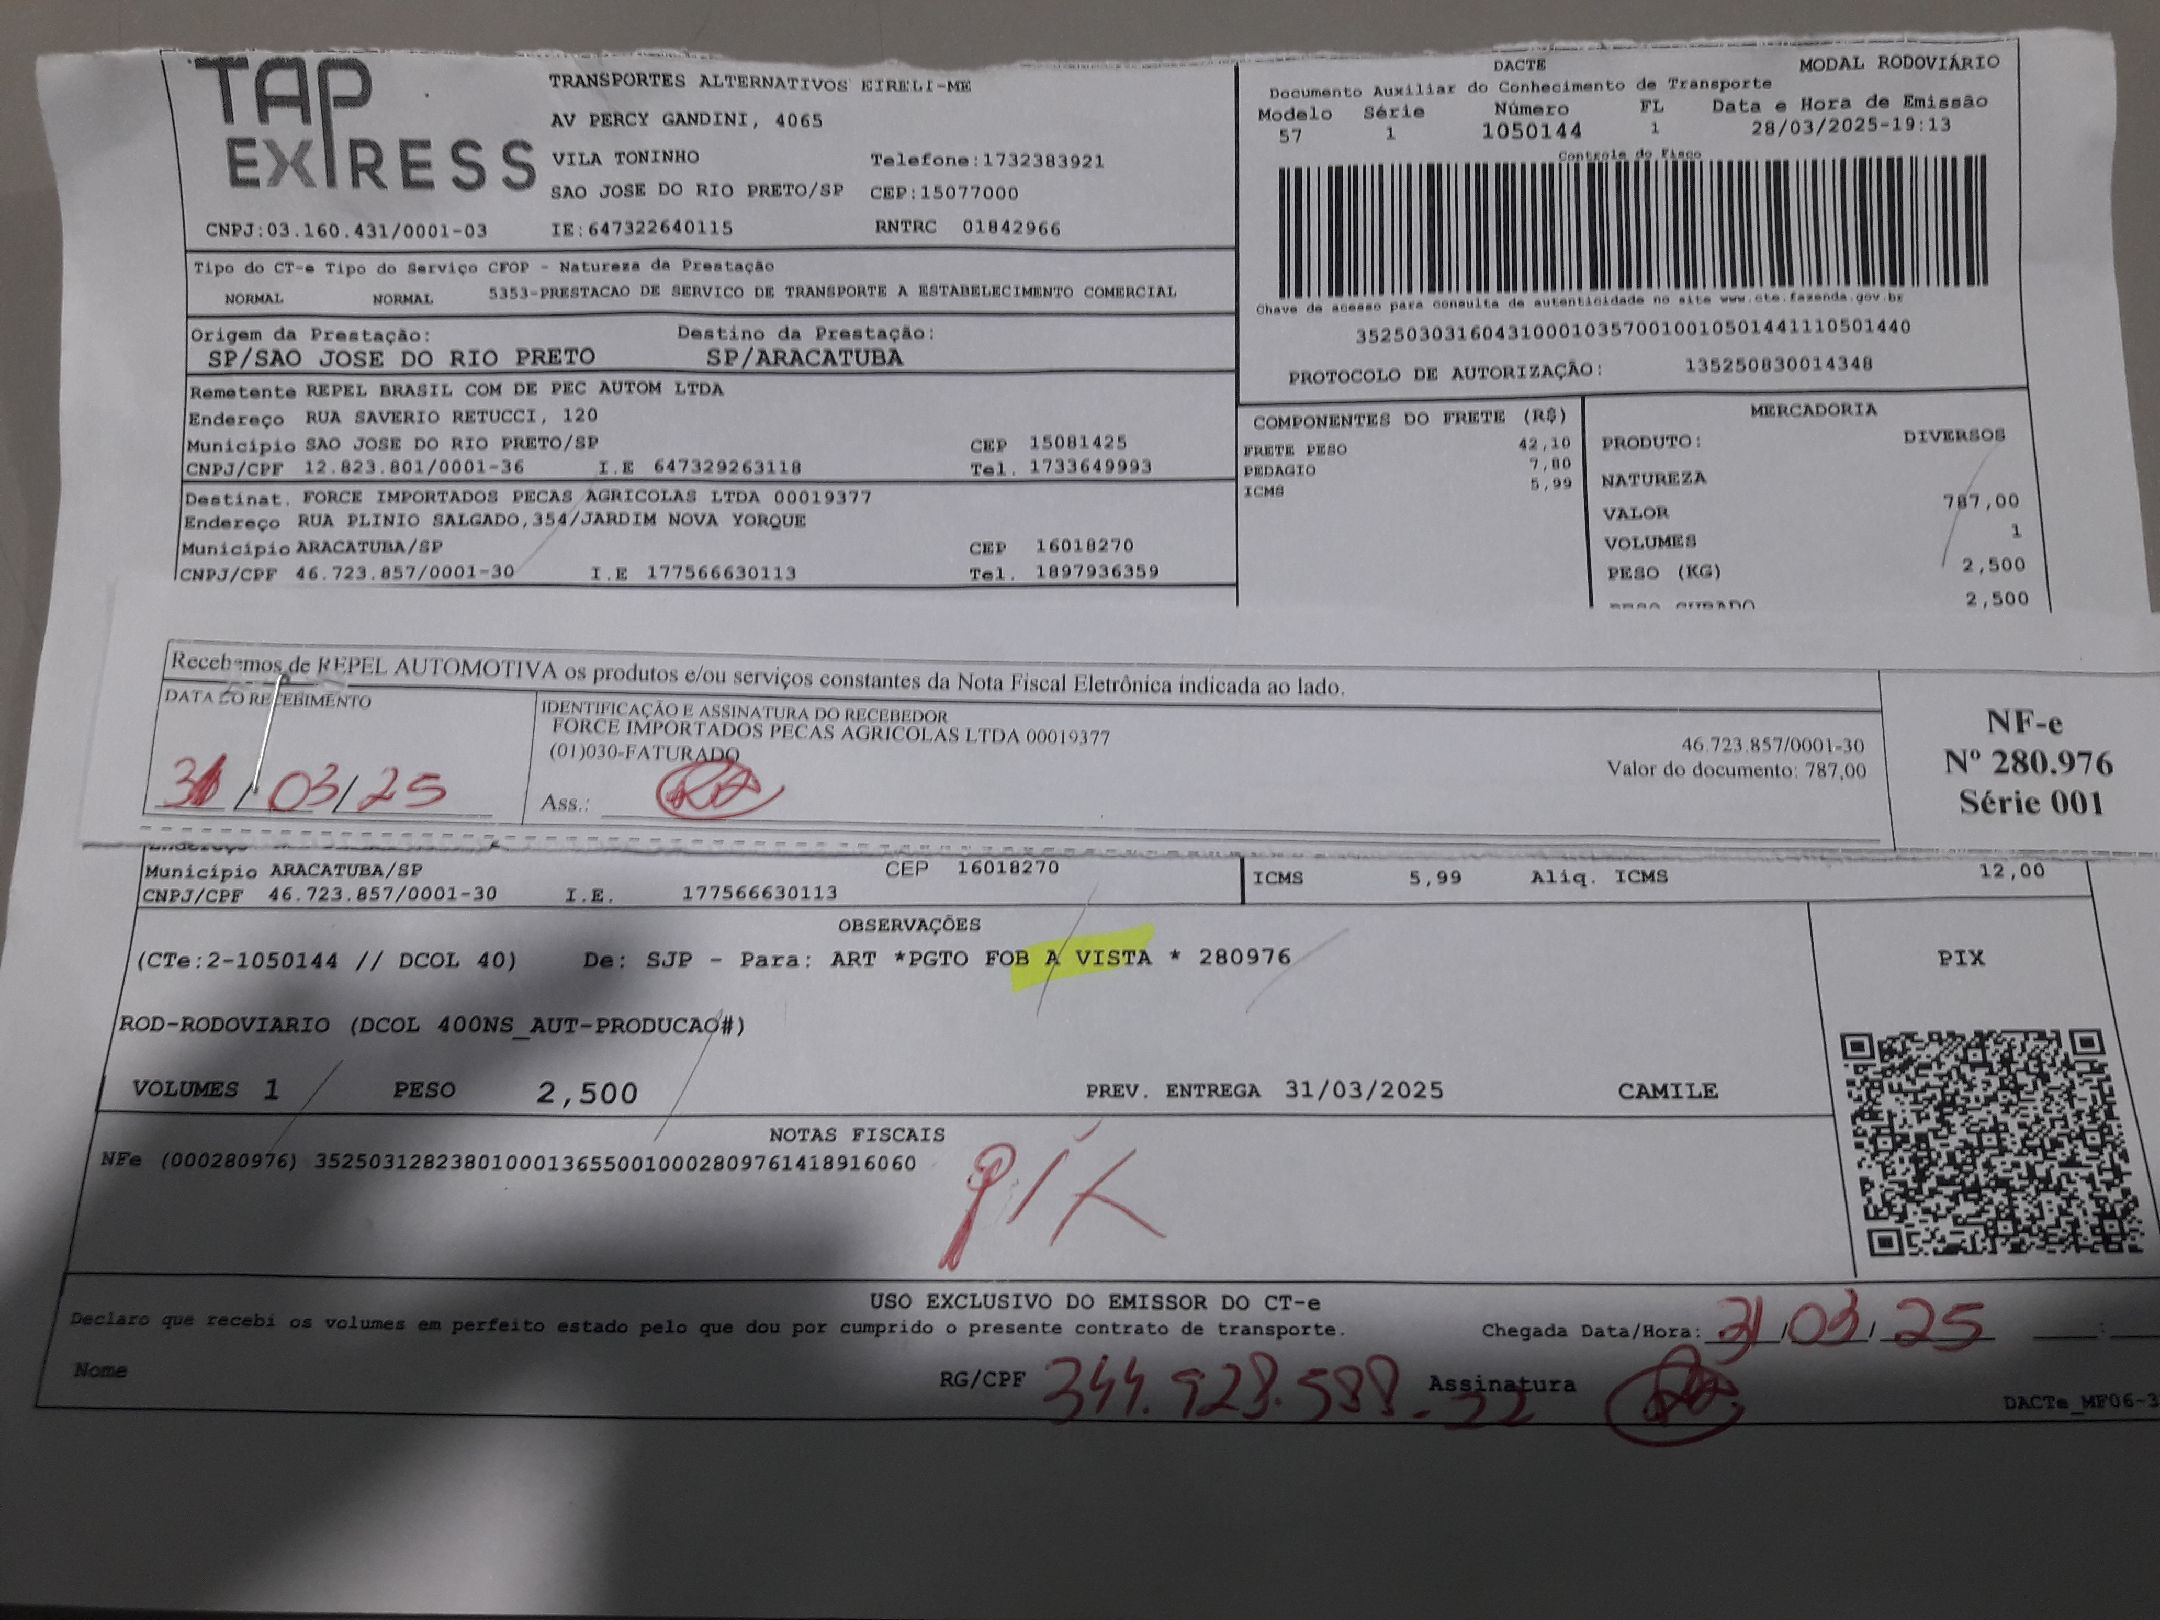 TAP EXPRESS
TRANSPORTES ALTERNATIVOS EIRELI-ME
AV PERCY GANDINI, 4065
VILA TONINHO Telefone:1732383921
SAO JOSE DO RIO PRETO/SP CEP:15077000
CNPJ:03.160.431/0001-03 IE:647322640115 RNTRC 01842966
DACTE MODAL RODOVIÁRIO
Documento Auxiliar do Conhecimento de Transporte
Modelo Série Número FL Data e Hora de Emissão
57 1 1050144 1 28/03/2025-19:13
Controle do Fisco
Chave de acesso para consulta de autenticidade no site www.cte.fazenda.gov.br
35250303160431000103570010010501441110501440
PROTOCOLO DE AUTORIZAÇÃO: 135250830014348
Tipo do CT-e Tipo do Serviço CFOP - Natureza da Prestação
NORMAL NORMAL 5353-PRESTACAO DE SERVICO DE TRANSPORTE A ESTABELECIMENTO COMERCIAL
Origem da Prestação: Destino da Prestação:
SP/SAO JOSE DO RIO PRETO SP/ARACATUBA
Remetente REPEL BRASIL COM DE PEC AUTOM LTDA
Endereço RUA SAVERIO RETUCCI, 120
Município SAO JOSE DO RIO PRETO/SP CEP 15081425
CNPJ/CPF 12.823.801/0001-36 I.E 647329263118 Tel. 1733649993
Destinat. FORCE IMPORTADOS PECAS AGRICOLAS LTDA 00019377
Endereço RUA PLINIO SALGADO,354/JARDIM NOVA YORQUE
Município ARACATUBA/SP CEP 16018270
CNPJ/CPF 46.723.857/0001-30 I.E 177566630113 Tel. 1897936359
COMPONENTES DO FRETE (R$)
FRETE PESO 42,10
PEDAGIO 7,80
ICMS 5,99
MERCADORIA
PRODUTO: DIVERSOS
NATUREZA
VALOR 787,00
VOLUMES 1
PESO (KG) 2,500
PESO CUBADO 2,500
Recebemos de REPEL AUTOMOTIVA os produtos e/ou serviços constantes da Nota Fiscal Eletrônica indicada ao lado.
DATA DO RECEBIMENTO
31/03/25
IDENTIFICAÇÃO E ASSINATURA DO RECEBEDOR
FORCE IMPORTADOS PECAS AGRICOLAS LTDA 00019377 46.723.857/0001-30
(01)030-FATURADO Valor do documento: 787,00
Ass.:
NF-e
Nº 280.976
Série 001
Endereço
Município ARACATUBA/SP CEP 16018270
CNPJ/CPF 46.723.857/0001-30 I.E. 177566630113
ICMS 5,99 Aliq. ICMS 12,00
OBSERVAÇÕES
(CTe:2-1050144 // DCOL 40) De: SJP - Para: ART *PGTO FOB A VISTA * 280976
PIX
ROD-RODOVIARIO (DCOL 400NS_AUT-PRODUCAO#)
VOLUMES 1 PESO 2,500 PREV. ENTREGA 31/03/2025 CAMILE
NOTAS FISCAIS
NFe (000280976) 35250312823801000136550010002809761418916060
PIX
USO EXCLUSIVO DO EMISSOR DO CT-e
Declaro que recebi os volumes em perfeito estado pelo que dou por cumprido o presente contrato de transporte. Chegada Data/Hora: 31/03/25 __:
Nome RG/CPF 344.928.588-22 Assinatura
DACTe_MF06-3